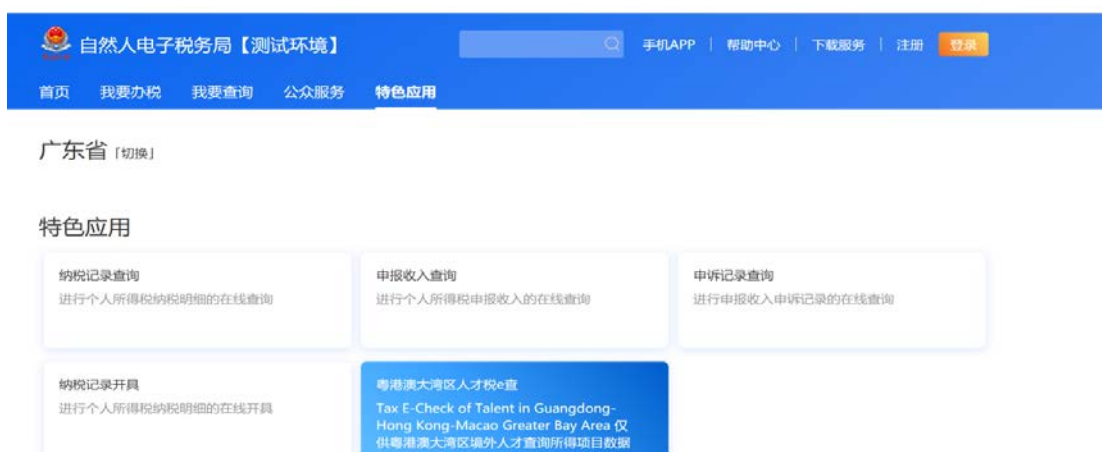 自然人电子税务局【测试环境】
手机APP | 帮助中心 | 下载服务 | 注册 登录
首页 我要办税 我要查询 公众服务 特色应用
广东省「切换」
特色应用
纳税记录查询
进行个人所得税纳税明细的在线查询
申报收入查询
进行个人所得税申报收入的在线查询
申诉记录查询
进行申报收入申诉记录的在线查询
纳税记录开具
进行个人所得税纳税明细的在线开具
粤港澳大湾区人才税e查
Tax E-Check of Talent in Guangdong-
Hong Kong-Macao Greater Bay Area 仅
供粤港澳大湾区境外人才查询所得项目数据